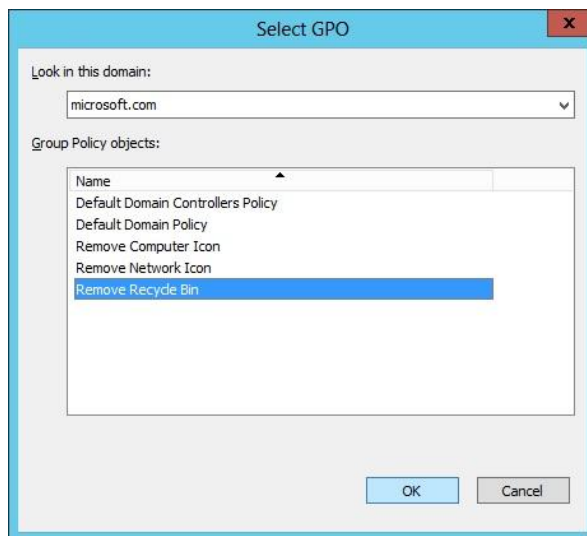 Select GPO
x
Look in this domain:
microsoft.com
Group Policy objects:
Name
Default Domain Controllers Policy
Default Domain Policy
Remove Computer Icon
Remove Network Icon
Remove Recycle Bin
OK Cancel